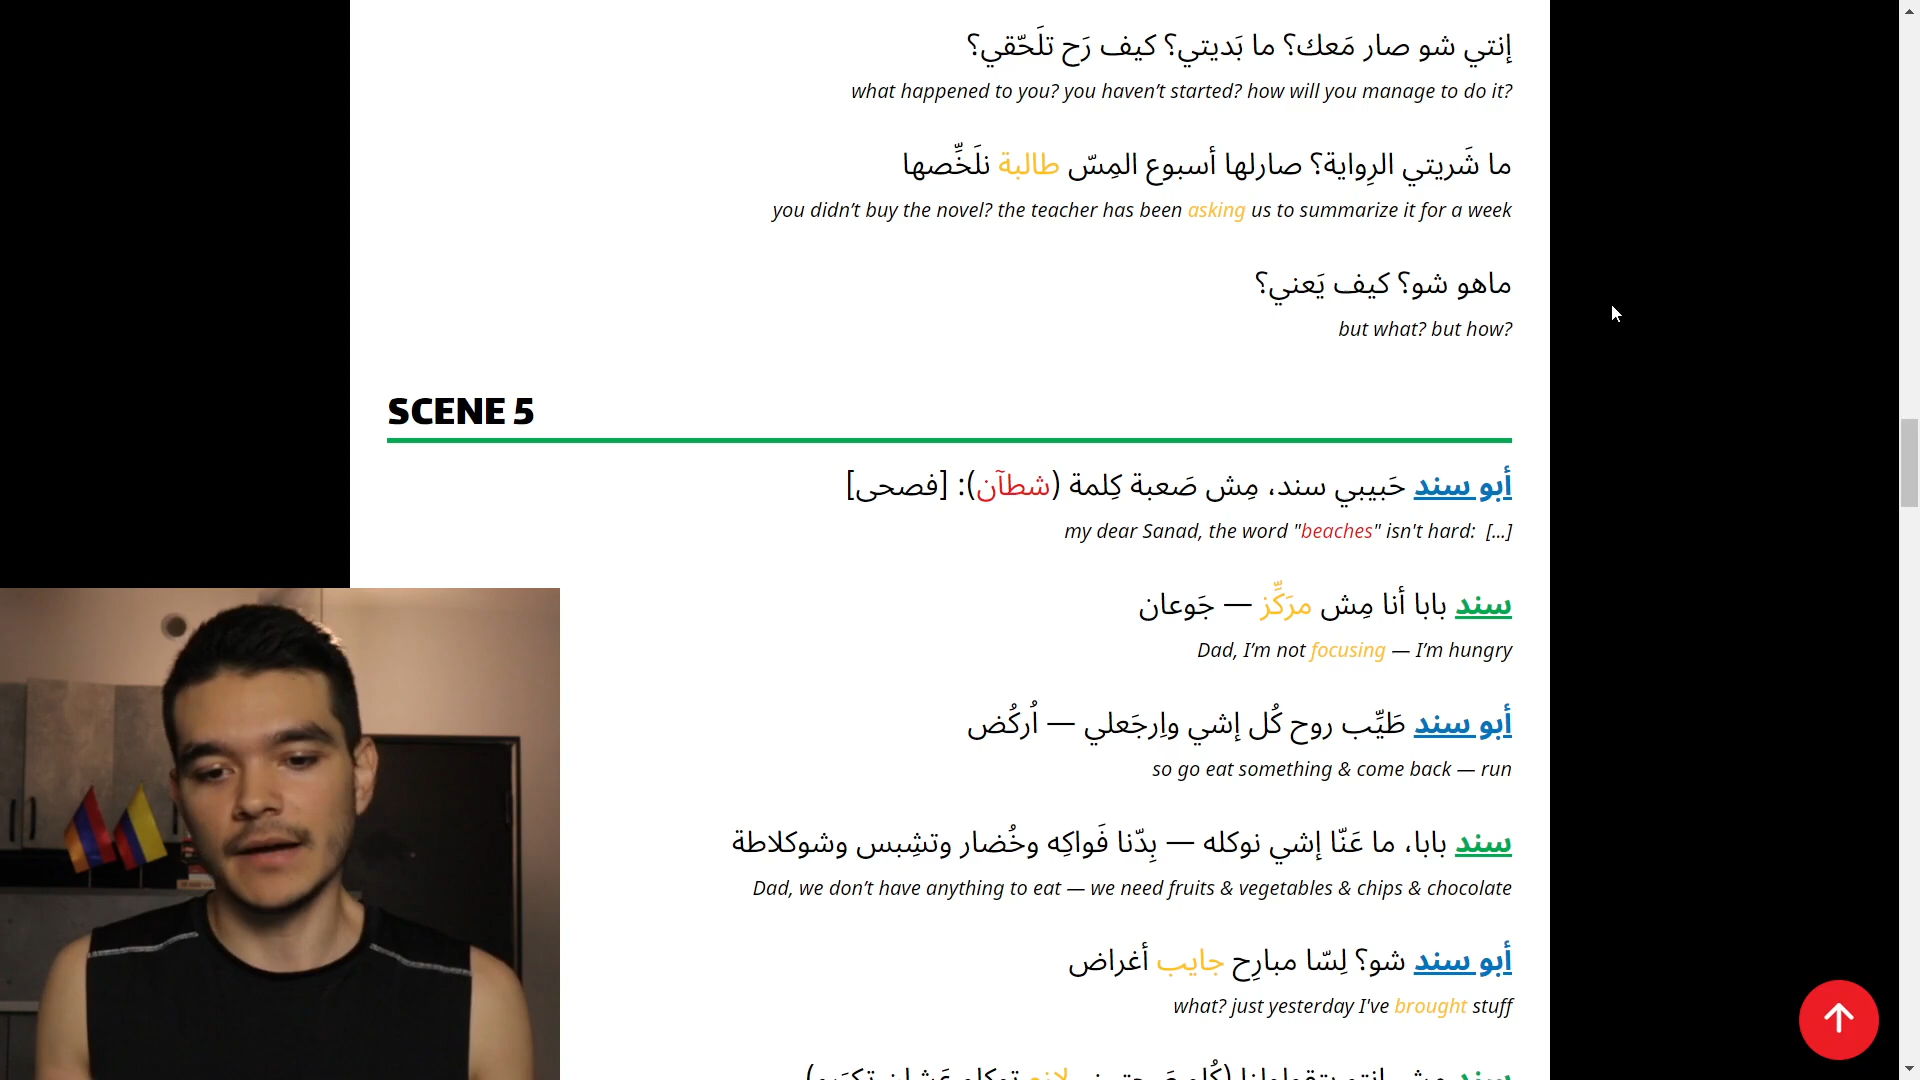 إنتي شو صار مَعك؟ ما بَديتي؟ كيف رَح تلَحّقي؟
what happened to you? you haven't started? how will you manage to do it?
ما شَريتي الرِواية؟ صارلها أسبوع المِسّ طالبة نلَخِّصها
you didn't buy the novel? the teacher has been asking us to summarize it for a week
ماهو شو؟ كيف يَعني؟
but what? but how?
SCENE 5
أبو سند حَبيبي سند، مِش صَعبة كِلمة (شطآن): [فصحى]
my dear Sanad, the word "beaches" isn't hard: [...]
سند بابا أنا مِش مرَكِّز — جَوعان
Dad, I'm not focusing — I'm hungry
أبو سند طَيِّب روح كُل إشي واِرجَعلي — اُركُض
so go eat something & come back — run
سند بابا، ما عَنّا إشي نوكله — بِدّنا فَواكِه وخُضار وتشِبس وشوكلاطة
Dad, we don't have anything to eat — we need fruits & vegetables & chips & chocolate
أبو سند شو؟ لِسّا مبارِح جايب أغراض
what? just yesterday I've brought stuff